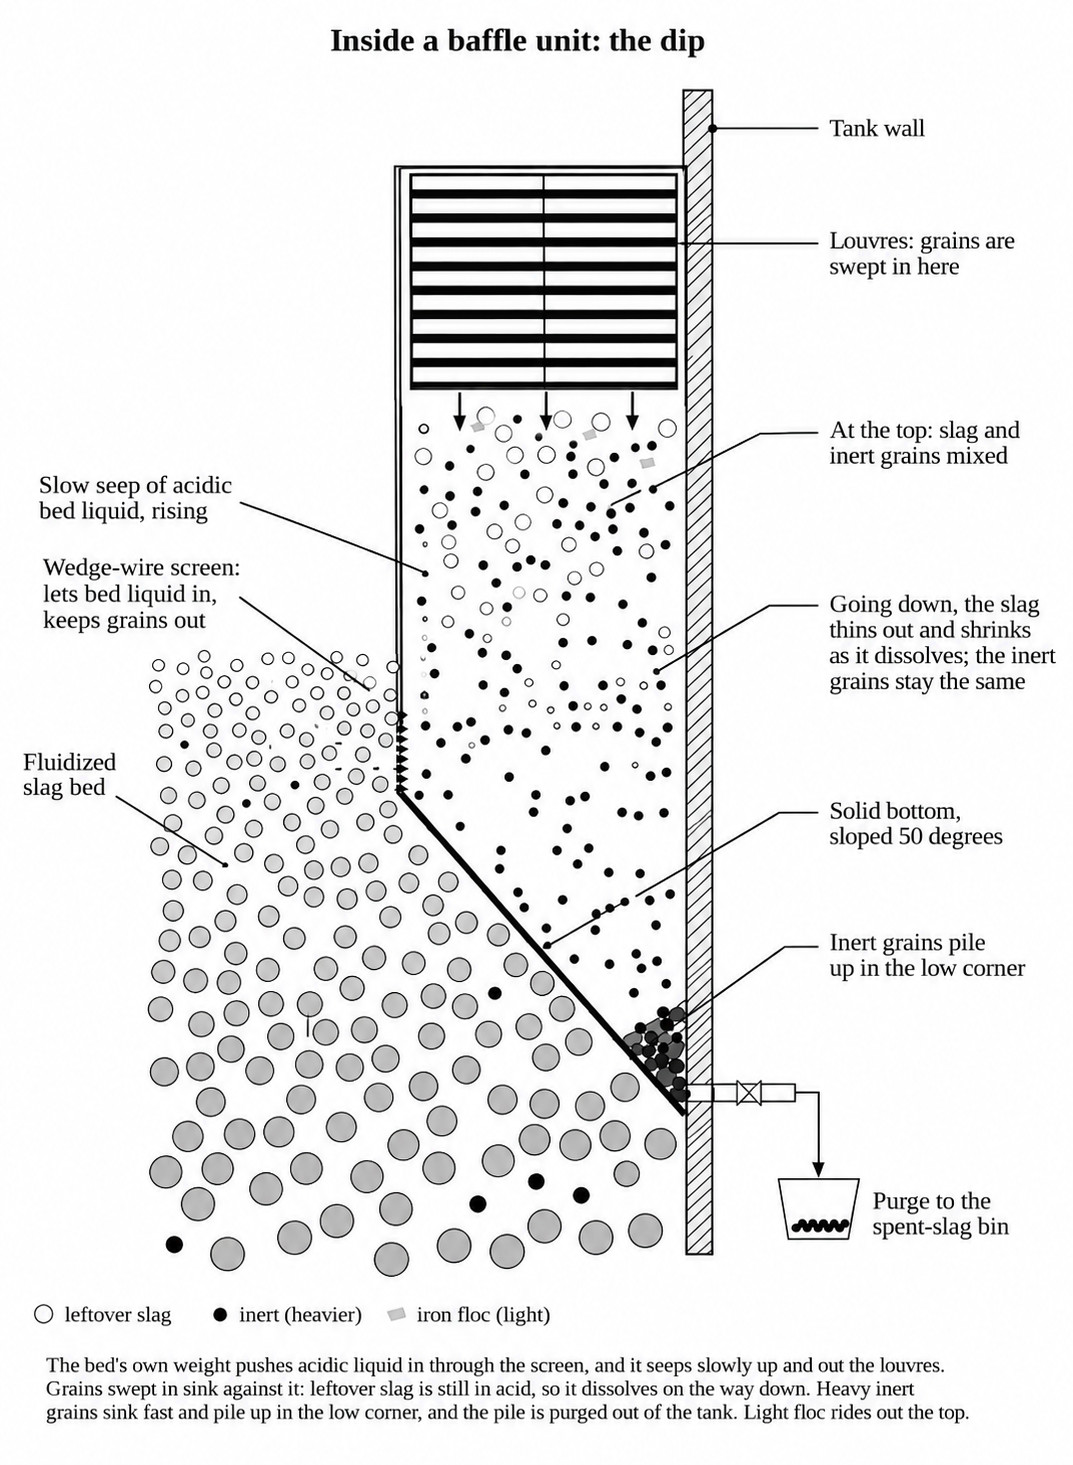 Inside a baffle unit: the dip
Tank wall
Louvres: grains are
swept in here
At the top: slag and
inert grains mixed
Slow seep of acidic
bed liquid, rising
Wedge-wire screen:
lets bed liquid in,
keeps grains out
Going down, the slag
thins out and shrinks
as it dissolves; the inert
grains stay the same
Fluidized
slag bed
Solid bottom,
sloped 50 degrees
Inert grains pile
up in the low corner
Purge to the
spent-slag bin
leftover slag
inert (heavier)
iron floc (light)
The bed's own weight pushes acidic liquid in through the screen, and it seeps slowly up and out the louvres.
Grains swept in sink against it: leftover slag is still in acid, so it dissolves on the way down. Heavy inert
grains sink fast and pile up in the low corner, and the pile is purged out of the tank. Light floc rides out the top.